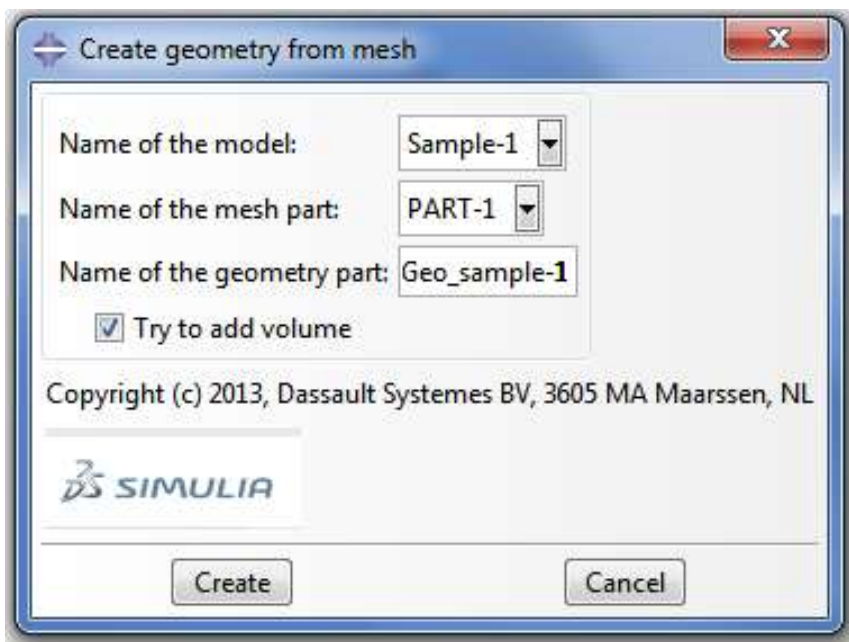 Create geometry from mesh
Name of the model: Sample-1
Name of the mesh part: PART-1
Name of the geometry part: Geo_sample-1
Try to add volume
Copyright (c) 2013, Dassault Systemes BV, 3605 MA Maarssen, NL
DS SIMULIA
Create Cancel